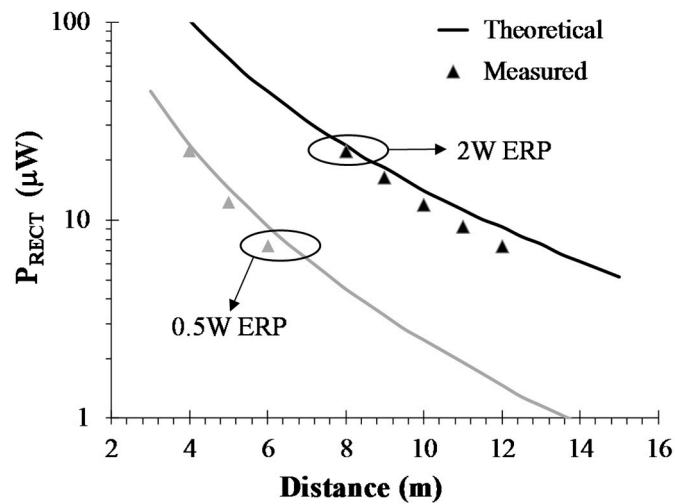 100
10
1
P_RECT (μW)
Theoretical
Measured
2W ERP
0.5W ERP
2 4 6 8 10 12 14 16
Distance (m)